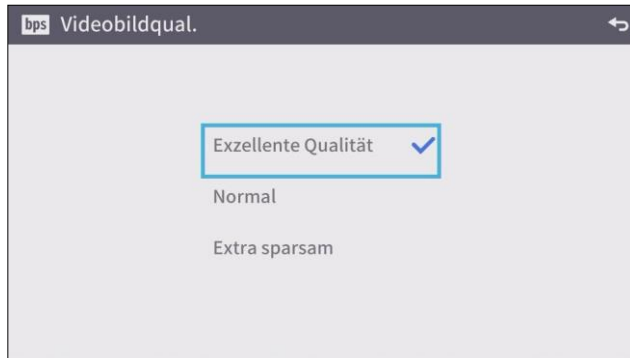 bps Videobildqual.
Exzellente Qualität
Normal
Extra sparsam